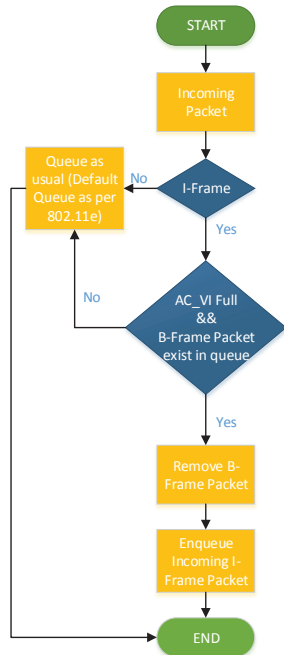 START
Incoming
Packet
Queue as
usual (Default
Queue as per
802.11e)
No
I-Frame
Yes
AC_VI Full
&&
B-Frame Packet
exist in queue
No
Yes
Remove B-
Frame Packet
Enqueue
Incoming I-
Frame Packet
END